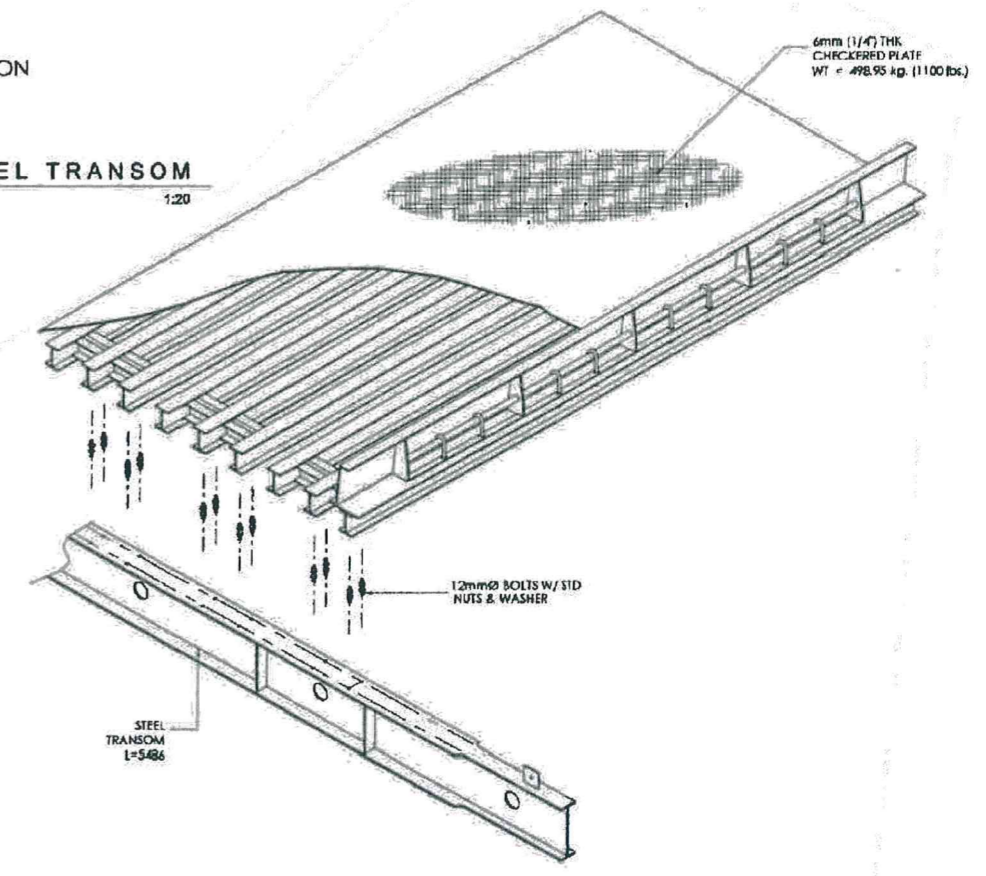 ON
EL TRANSOM
1:20
6mm (1/4") THK
CHECKERED PLATE
WT = 498.95 kg. (1100 lbs.)
12mmØ BOLTS W/ STD
NUTS & WASHER
STEEL
TRANSOM
L=5486